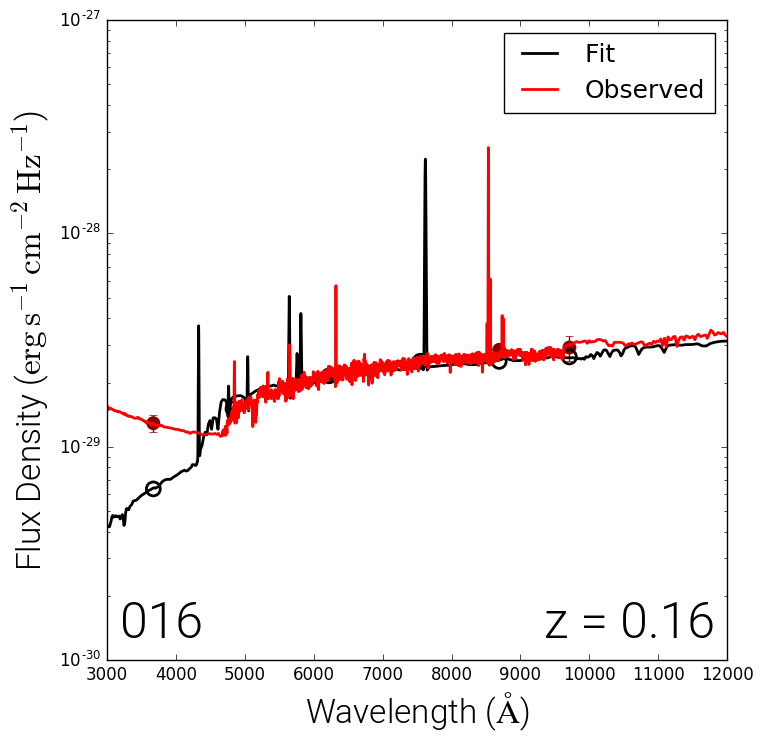 Flux Density (erg s⁻¹ cm⁻² Hz⁻¹)
10⁻²⁷
10⁻²⁸
10⁻²⁹
10⁻³⁰
Fit
Observed
016
z = 0.16
3000 4000 5000 6000 7000 8000 9000 10000 11000 12000
Wavelength (Å)